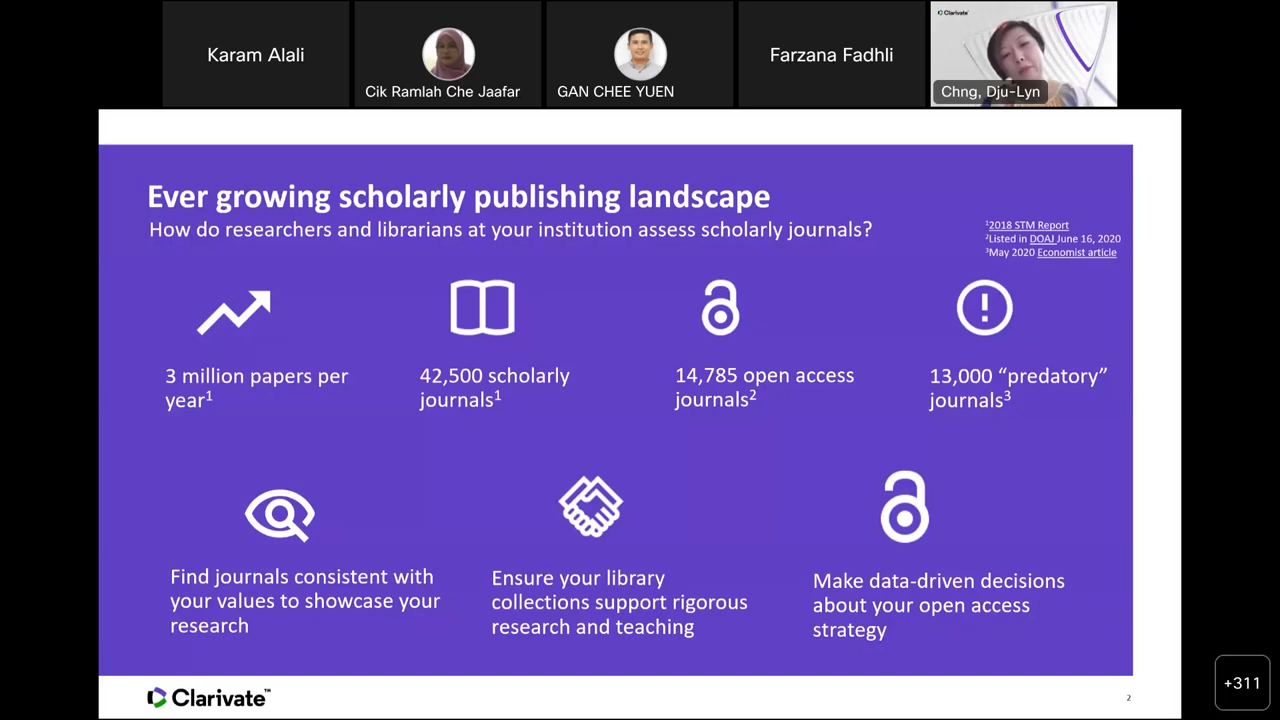 Karam Alali
Cik Ramlah Che Jaafar
GAN CHEE YUEN
Farzana Fadhli
Clarivate
Chng, Dju-Lyn
Ever growing scholarly publishing landscape
How do researchers and librarians at your institution assess scholarly journals?
¹2018 STM Report
²Listed in DOAJ June 16, 2020
³May 2020 Economist article
3 million papers per
year¹
42,500 scholarly
journals¹
14,785 open access
journals²
13,000 “predatory”
journals³
Find journals consistent with
your values to showcase your
research
Ensure your library
collections support rigorous
research and teaching
Make data-driven decisions
about your open access
strategy
Clarivate™
2
+311